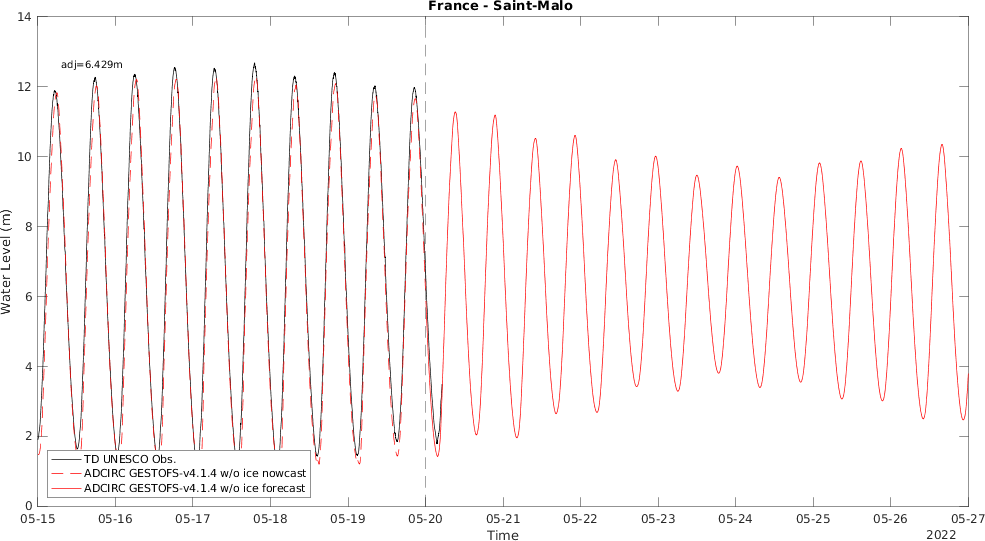 France - Saint-Malo
14
12
10
8
6
4
2
0
Water Level (m)
adj=6.429m
TD UNESCO Obs.
ADCIRC GESTOFS-v4.1.4 w/o ice nowcast
ADCIRC GESTOFS-v4.1.4 w/o ice forecast
05-15 05-16 05-17 05-18 05-19 05-20 05-21 05-22 05-23 05-24 05-25 05-26 05-27
Time
2022